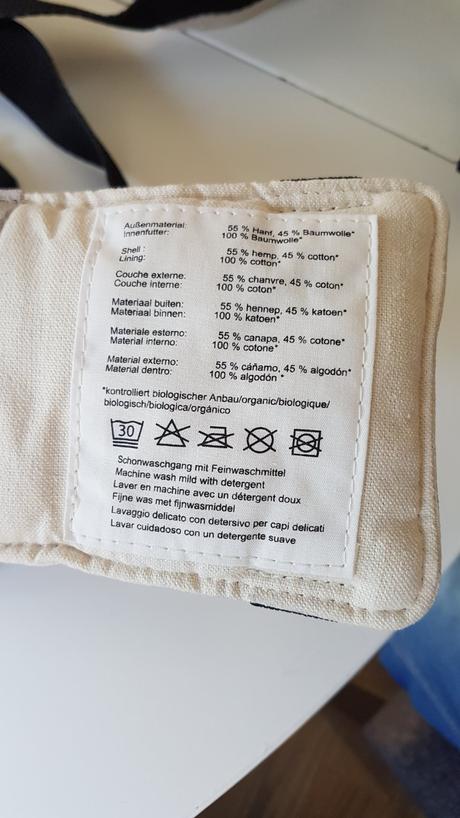 Außenmaterial: 55 % Hanf, 45 % Baumwolle*
Innenfutter: 100 % Baumwolle*
Shell : 55 % hemp, 45 % cotton*
Lining: 100 % cotton*
Couche externe: 55 % chanvre, 45 % coton*
Couche interne: 100 % coton*
Materiaal buiten: 55 % hennep, 45 % katoen*
Materiaal binnen: 100 % katoen*
Materiale esterno: 55 % canapa, 45 % cotone*
Material interno: 100 % cotone*
Material externo: 55 % cáñamo, 45 % algodón*
Material dentro: 100 % algodón *
*kontrolliert biologischer Anbau/organic/biologique/
biologisch/biologica/orgánico
30
Schonwaschgang mit Feinwaschmittel
Machine wash mild with detergent
Laver en machine avec un détergent doux
Fijne was met fijnwasmiddel
Lavaggio delicato con detersivo per capi delicati
Lavar cuidadoso con un detergente suave